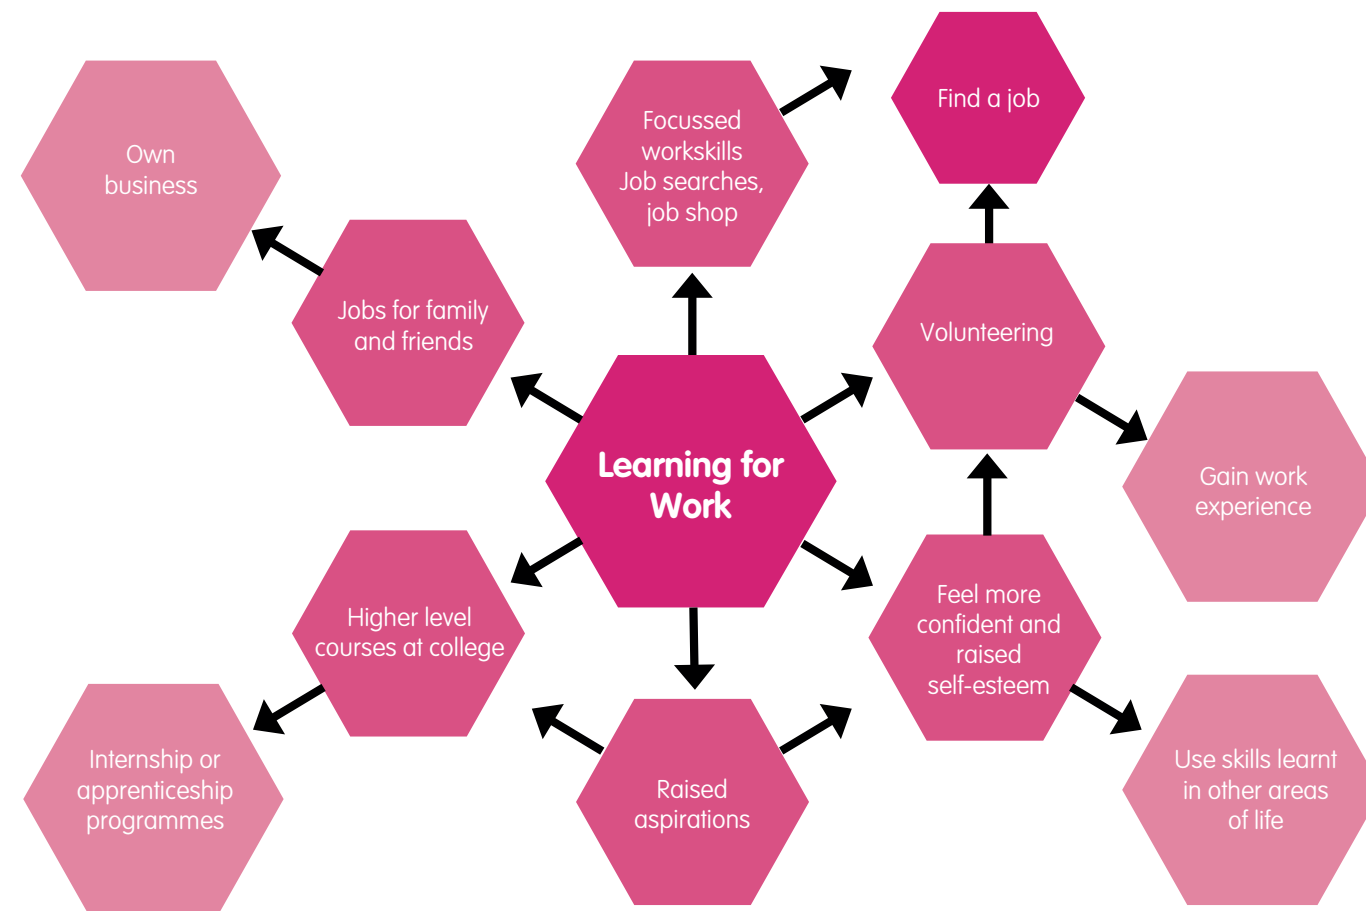 Find a job
Focussed
workskills
Job searches,
job shop
Own
business
Jobs for family
and friends
Volunteering
Learning for
Work
Gain work
experience
Higher level
courses at college
Feel more
confident and
raised
self-esteem
Internship or
apprenticeship
programmes
Raised
aspirations
Use skills learnt
in other areas
of life